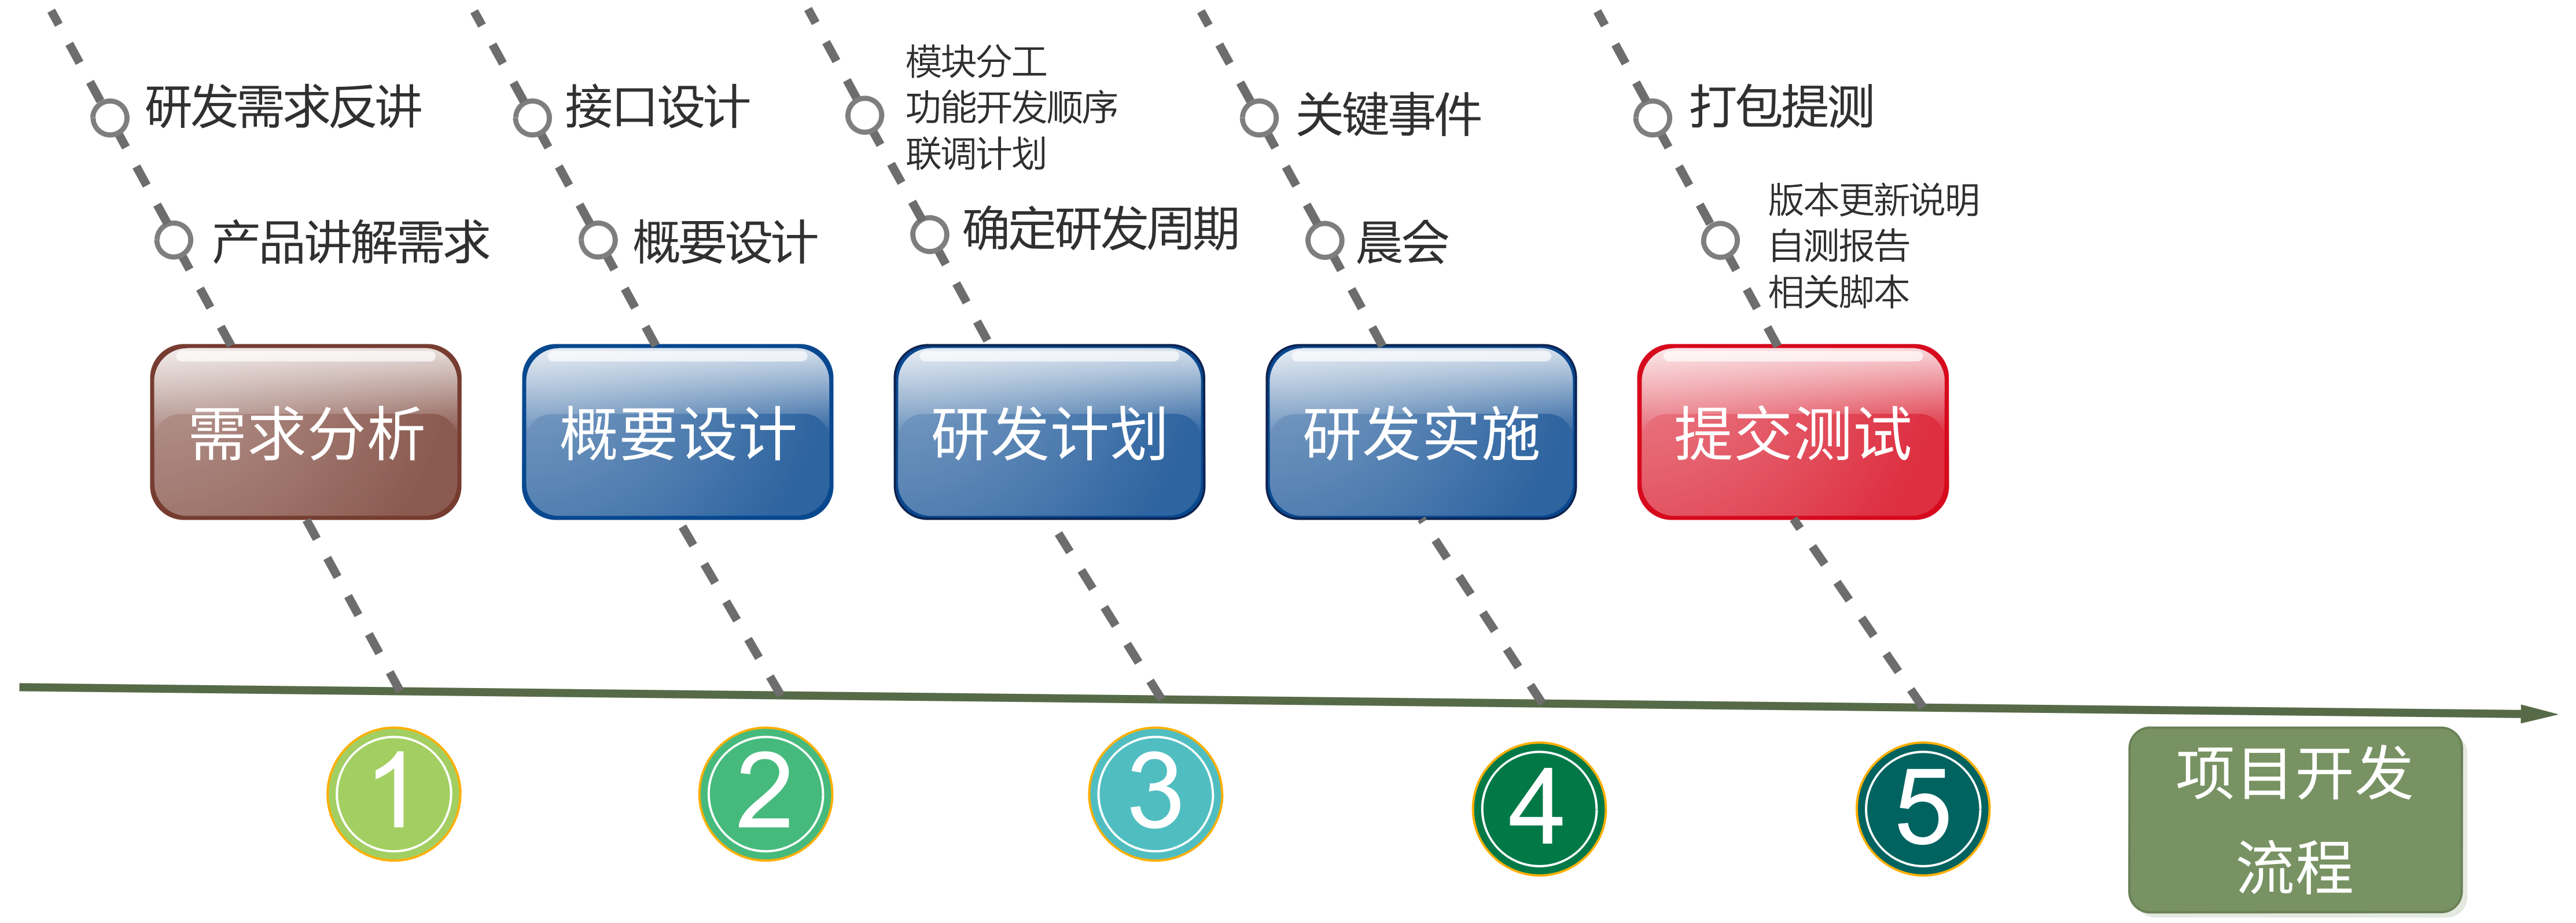 研发需求反讲
产品讲解需求
需求分析
1
接口设计
概要设计
概要设计
2
模块分工
功能开发顺序
联调计划
确定研发周期
研发计划
3
关键事件
晨会
研发实施
4
打包提测
版本更新说明
自测报告
相关脚本
提交测试
5
项目开发
流程